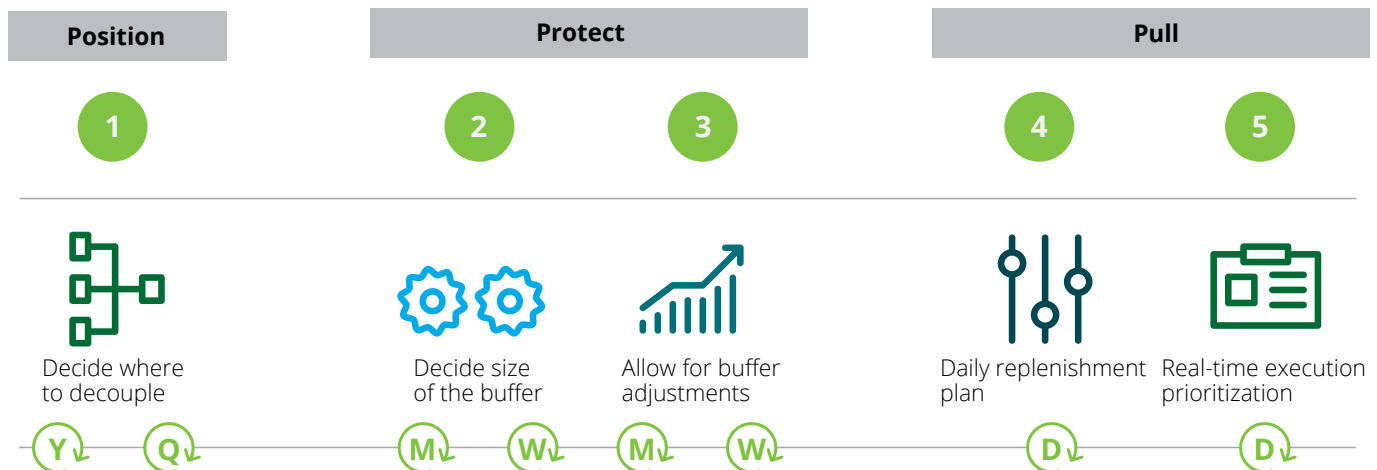 Position
Protect
Pull
1
2
3
4
5
Decide where
to decouple
Decide size
of the buffer
Allow for buffer
adjustments
Daily replenishment
plan
Real-time execution
prioritization
Y
Q
M
W
M
W
D
D